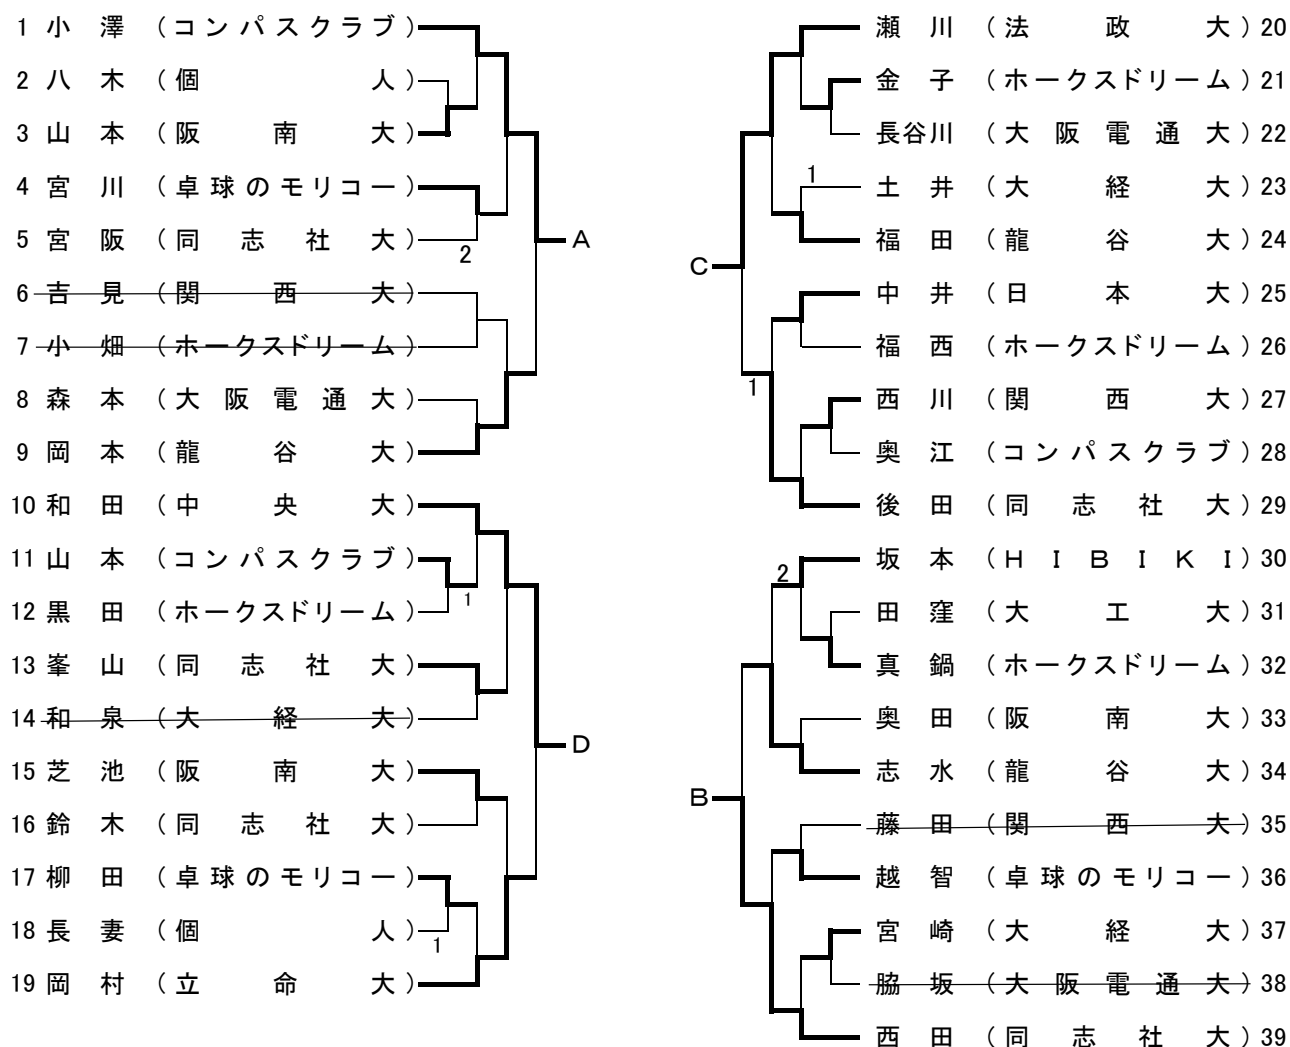 1 小澤 (コンパスクラブ)
2 八木 (個人)
3 山本 (阪南大)
4 宮川 (卓球のモリコー)
5 宮阪 (同志社大)
2
A
6 吉見 (関西大)
7 小畑 (ホークスドリーム)
8 森本 (大阪電通大)
9 岡本 (龍谷大)
10 和田 (中央大)
11 山本 (コンパスクラブ)
1
12 黒田 (ホークスドリーム)
13 峯山 (同志社大)
14 和泉 (大経大)
D
15 芝池 (阪南大)
16 鈴木 (同志社大)
17 柳田 (卓球のモリコー)
18 長妻 (個人)
1
19 岡村 (立命大)
瀬川 (法政大) 20
金子 (ホークスドリーム) 21
長谷川 (大阪電通大) 22
1
土井 (大経大) 23
福田 (龍谷大) 24
C
中井 (日本大) 25
福西 (ホークスドリーム) 26
1
西川 (関西大) 27
奥江 (コンパスクラブ) 28
後田 (同志社大) 29
坂本 (HIBIKI) 30
2
田窪 (大工大) 31
真鍋 (ホークスドリーム) 32
奥田 (阪南大) 33
志水 (龍谷大) 34
B
藤田 (関西大) 35
越智 (卓球のモリコー) 36
宮崎 (大経大) 37
脇坂 (大阪電通大) 38
西田 (同志社大) 39